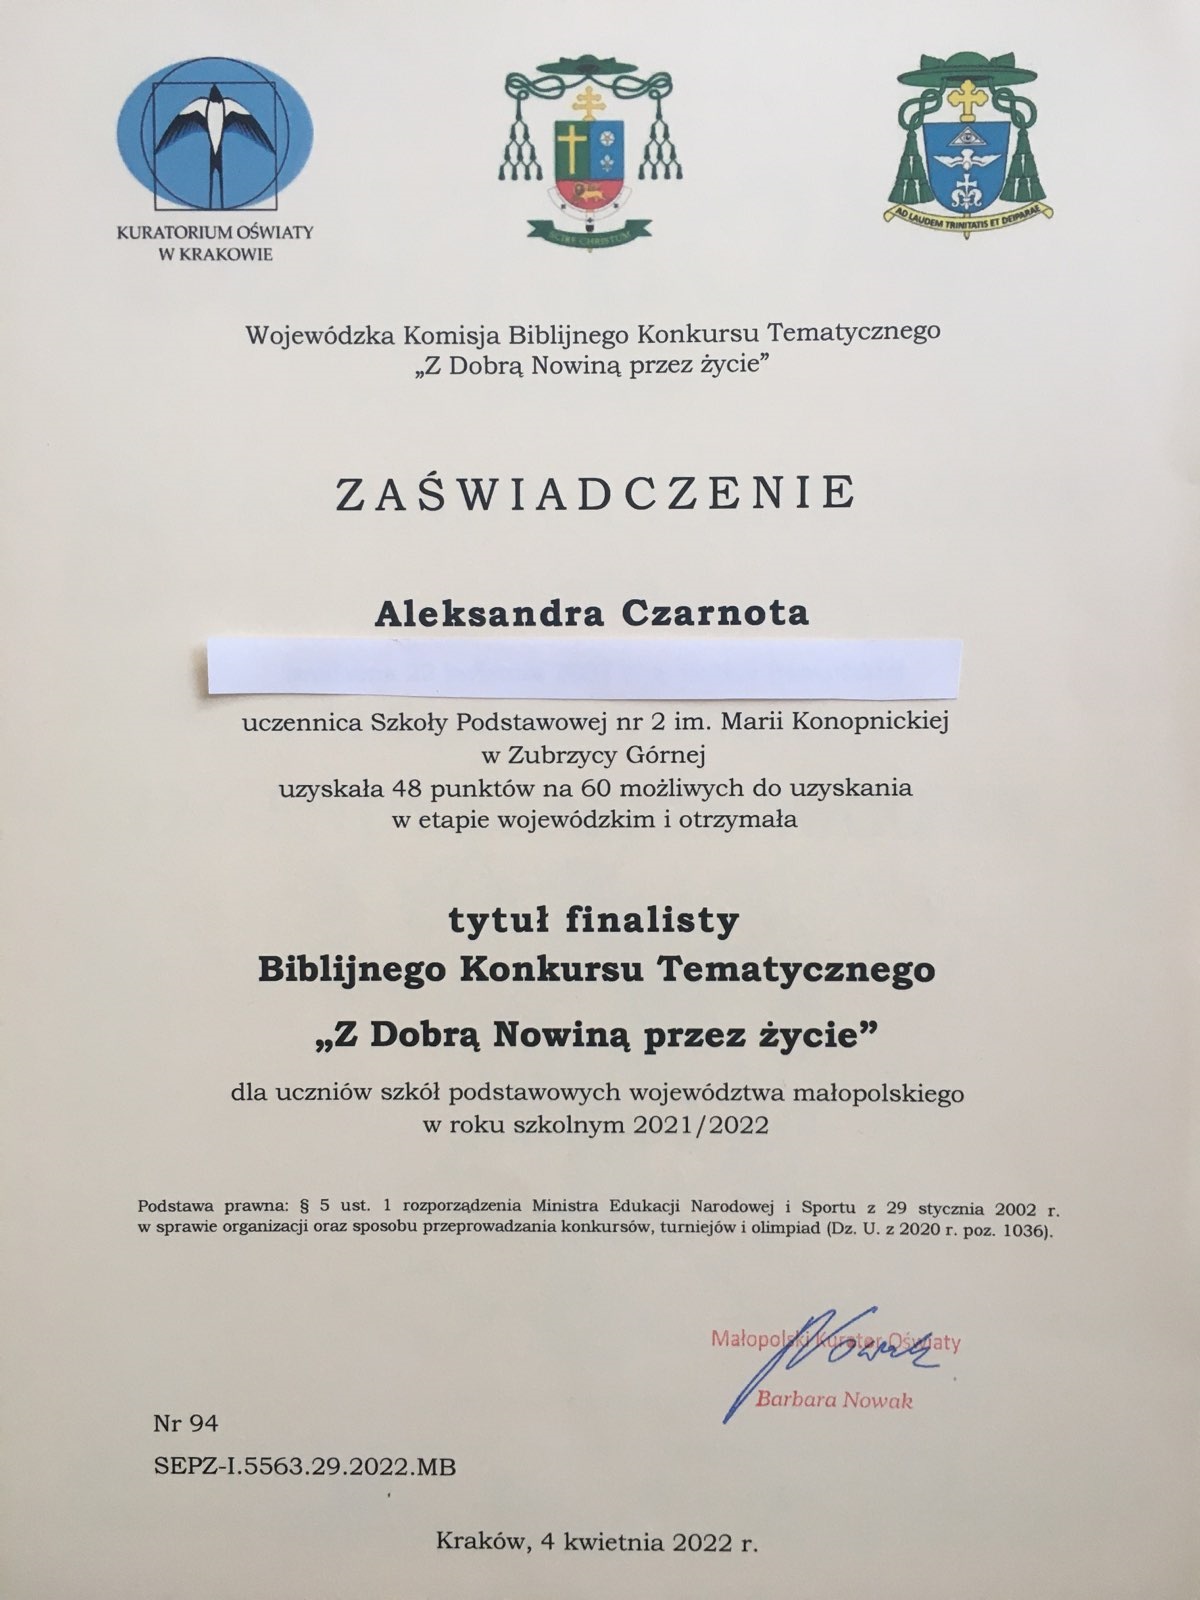 KURATORIUM OŚWIATY
W KRAKOWIE
SCIRE CHRISTUM
AD LAUDEM TRINITATIS ET DEIPARAE
Wojewódzka Komisja Biblijnego Konkursu Tematycznego
„Z Dobrą Nowiną przez życie”
ZAŚWIADCZENIE
Aleksandra Czarnota
uczennica Szkoły Podstawowej nr 2 im. Marii Konopnickiej
w Zubrzycy Górnej
uzyskała 48 punktów na 60 możliwych do uzyskania
w etapie wojewódzkim i otrzymała
tytuł finalisty
Biblijnego Konkursu Tematycznego
„Z Dobrą Nowiną przez życie”
dla uczniów szkół podstawowych województwa małopolskiego
w roku szkolnym 2021/2022
Podstawa prawna: § 5 ust. 1 rozporządzenia Ministra Edukacji Narodowej i Sportu z 29 stycznia 2002 r.
w sprawie organizacji oraz sposobu przeprowadzania konkursów, turniejów i olimpiad (Dz. U. z 2020 r. poz. 1036).
Małopolski Kurator Oświaty
Nowak
Barbara Nowak
Nr 94
SEPZ-I.5563.29.2022.MB
Kraków, 4 kwietnia 2022 r.